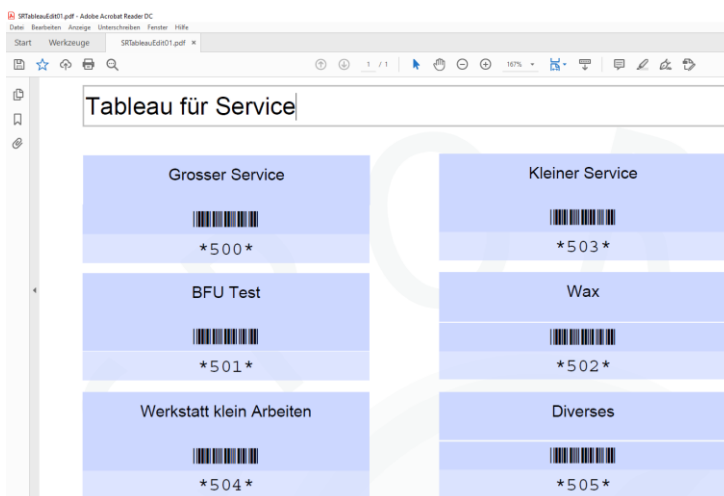 SRTableauEdit01.pdf - Adobe Acrobat Reader DC
Datei Bearbeiten Anzeige Unterschreiben Fenster Hilfe
Start Werkzeuge SRTableauEdit01.pdf ×
1 / 1 167%
Tableau für Service
Grosser Service Kleiner Service
*500* *503*
BFU Test Wax
*501* *502*
Werkstatt klein Arbeiten Diverses
*504* *505*